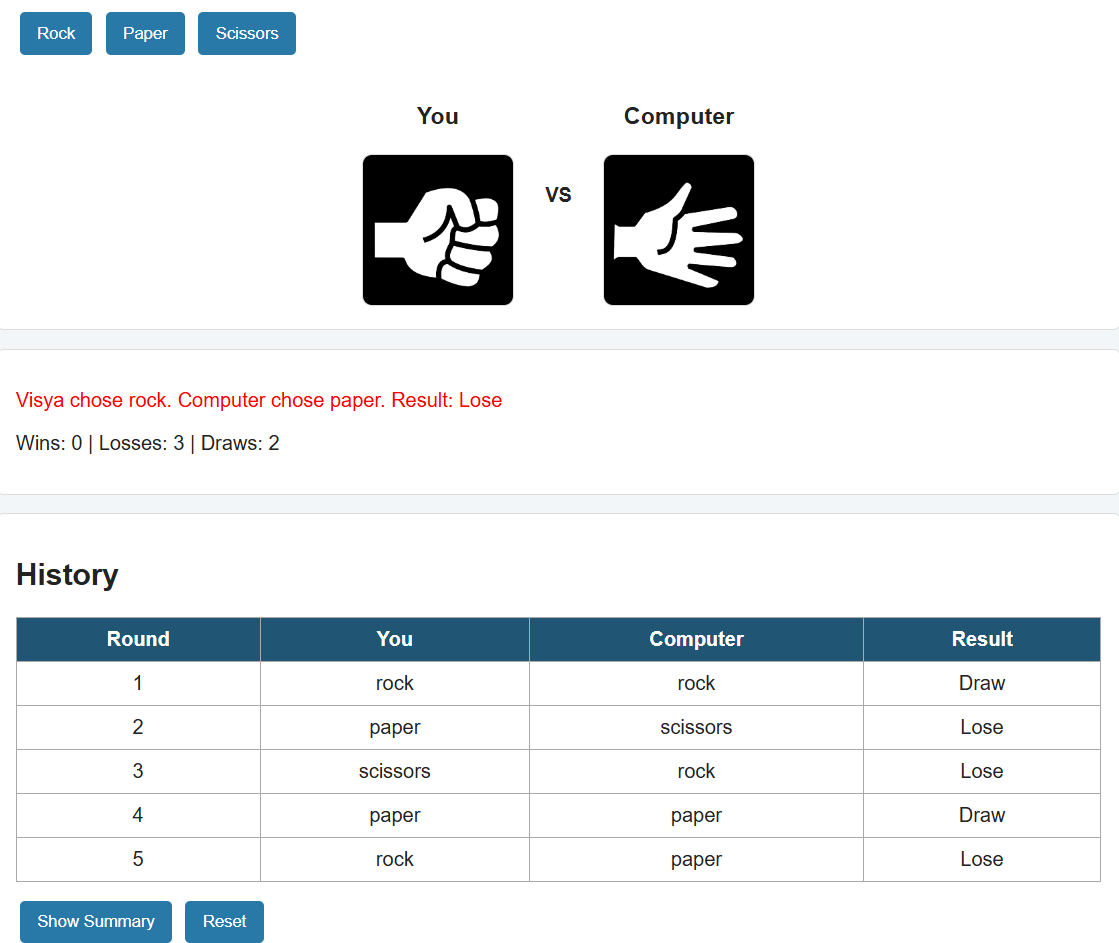 Rock Paper Scissors
You Computer
VS
Visya chose rock. Computer chose paper. Result: Lose
Wins: 0 | Losses: 3 | Draws: 2
History
Round You Computer Result
1 rock rock Draw
2 paper scissors Lose
3 scissors rock Lose
4 paper paper Draw
5 rock paper Lose
Show Summary Reset